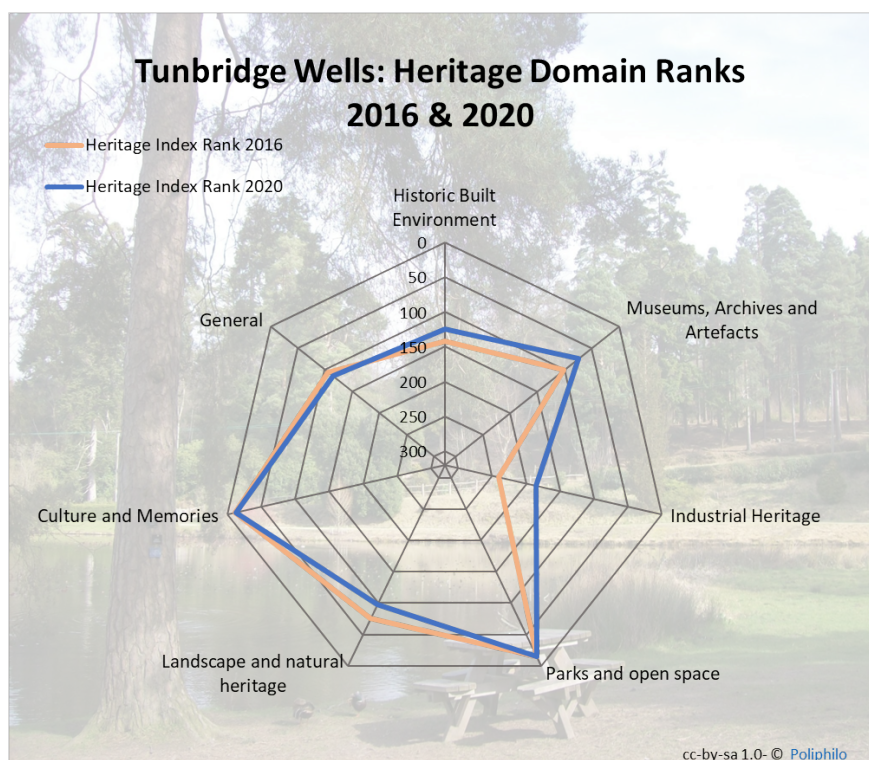 Tunbridge Wells: Heritage Domain Ranks
2016 & 2020
Heritage Index Rank 2016
Heritage Index Rank 2020
Historic Built
Environment
0
50
100
150
200
250
300
Museums, Archives and
Artefacts
Industrial Heritage
Parks and open space
Landscape and natural
heritage
Culture and Memories
General
cc-by-sa 1.0- © Poliphilo